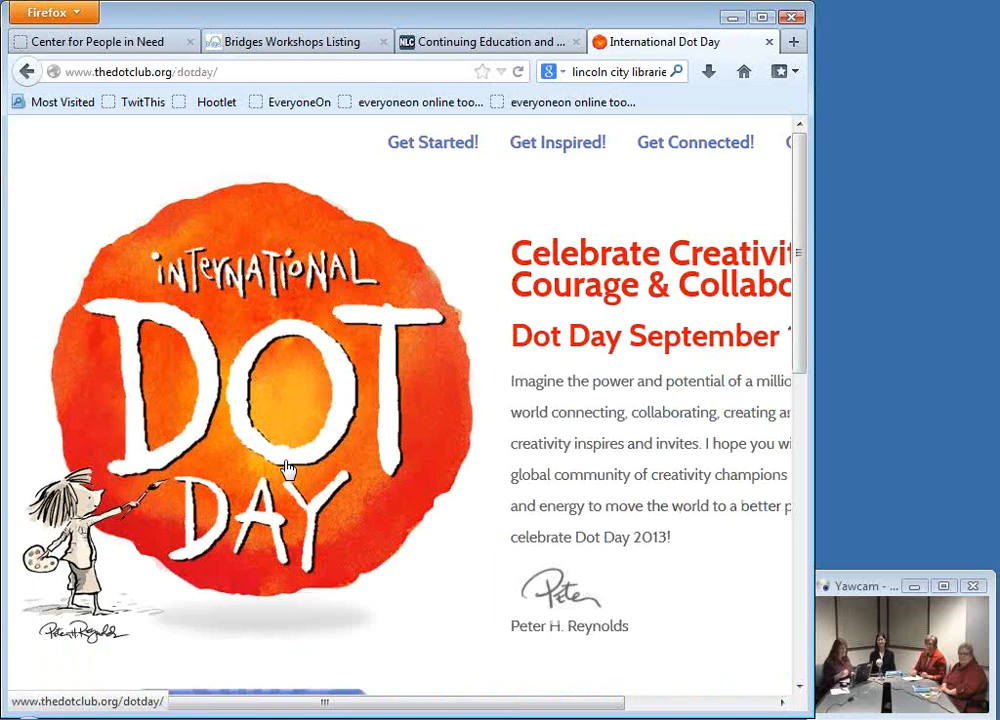 Firefox
Center for People in Need
Bridges Workshops Listing
NLC Continuing Education and ...
International Dot Day
www.thedotclub.org/dotday/
lincoln city librarie
Most Visited TwitThis Hootlet EveryoneOn everyoneon online too... everyoneon online too...
Get Started! Get Inspired! Get Connected!
INTERNATIONAL
DOT
DAY
Peter H. Reynolds
Celebrate Creativit
Courage & Collabo
Dot Day September
Imagine the power and potential of a millio
world connecting, collaborating, creating a
creativity inspires and invites. I hope you wi
global community of creativity champions
and energy to move the world to a better p
celebrate Dot Day 2013!
Peter
Peter H. Reynolds
www.thedotclub.org/dotday/
Yawcam - ...